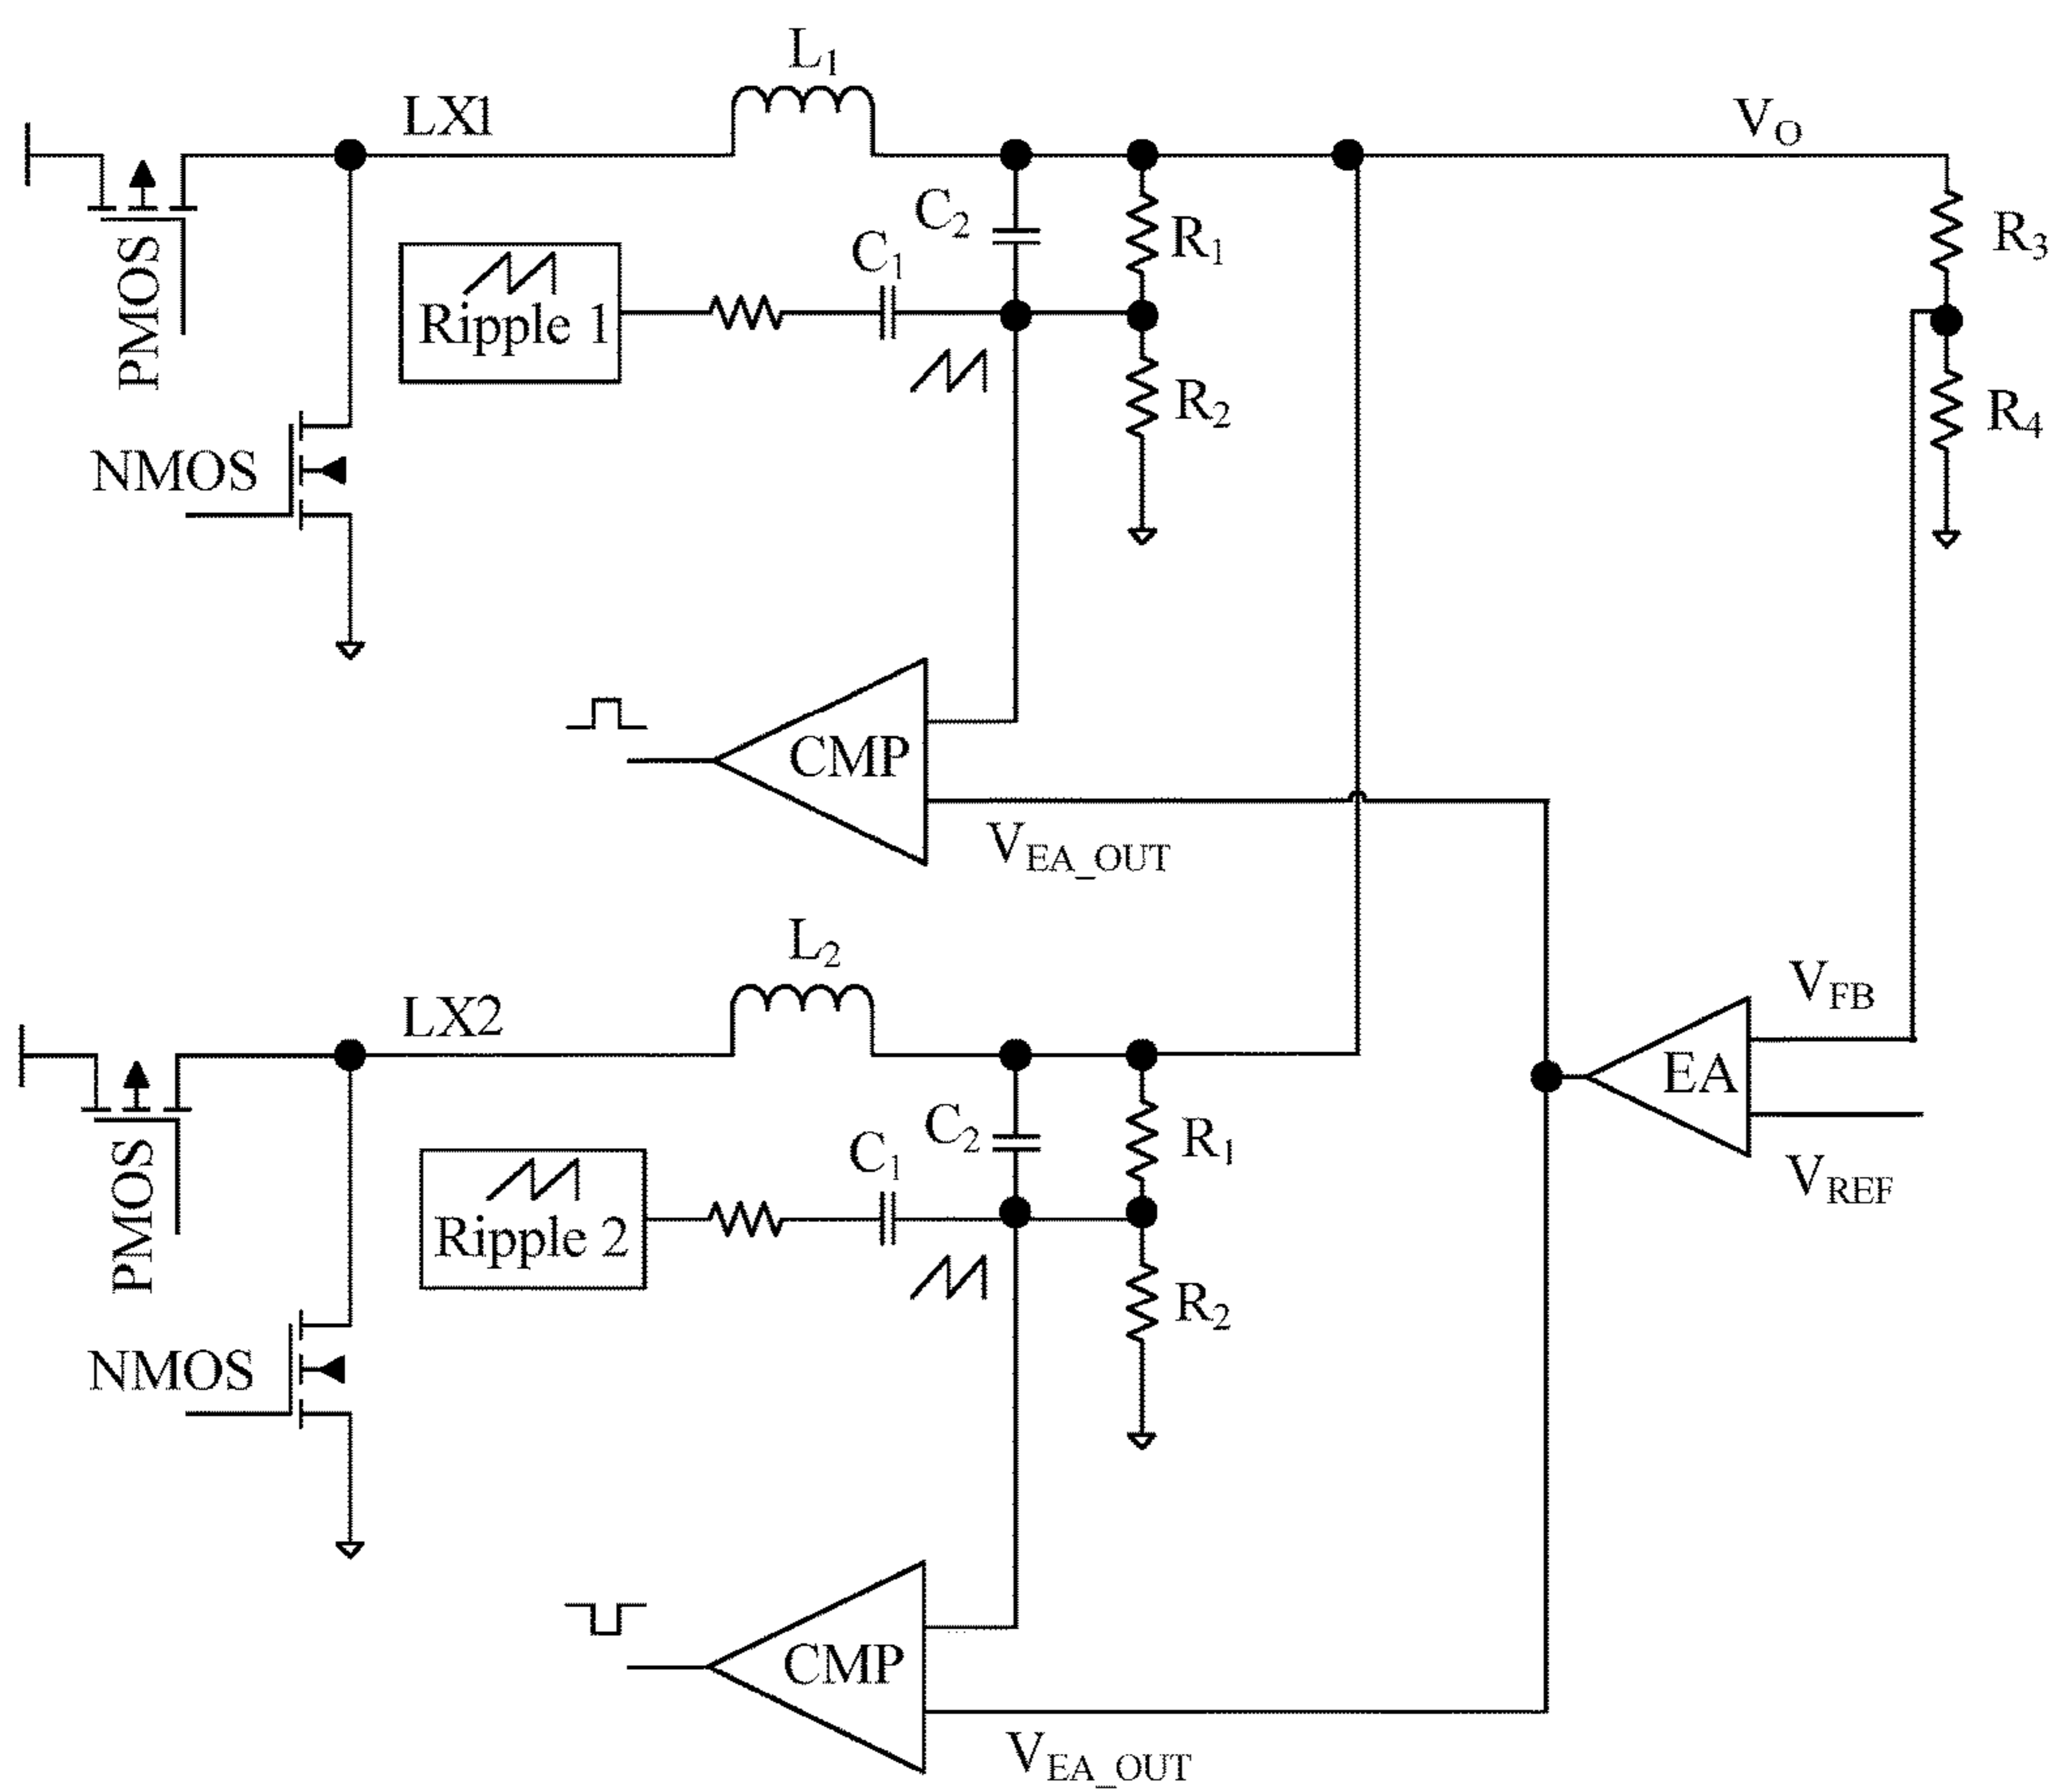 L1
LX1
VO
PMOS
Ripple 1
C1
C2
R1
R3
R2
R4
NMOS
CMP
VEA_OUT
L2
LX2
VFB
EA
VREF
PMOS
Ripple 2
C1
C2
R1
R2
NMOS
CMP
VEA_OUT